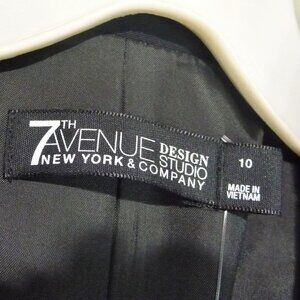 7TH AVENUE DESIGN STUDIO
NEW YORK & COMPANY
10
MADE IN
VIETNAM